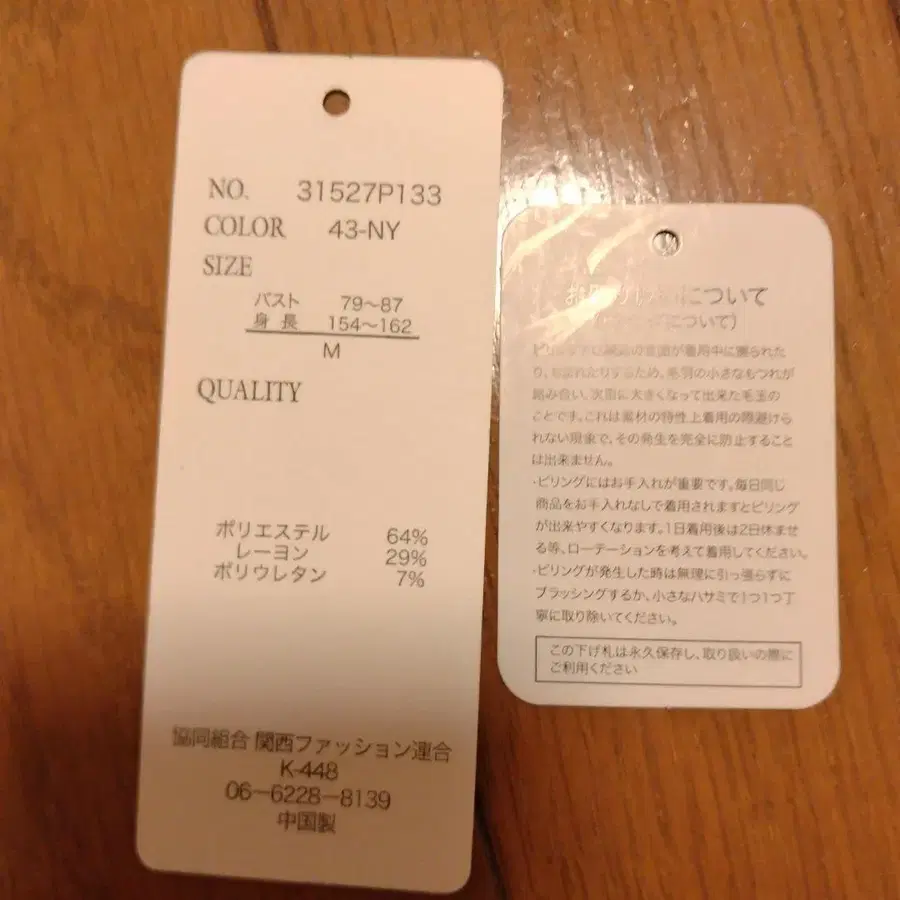 NO. 31527P133
COLOR 43-NY
SIZE
バスト 79～87
身長 154～162
M
QUALITY
ポリエステル 64%
レーヨン 29%
ポリウレタン 7%
協同組合 関西ファッション連合
K-448
06-6228-8139
中国製
について
について)
が着用中に擦られた
り、するため、毛羽の小さなもつれが
絡み合い、次第に大きくなって出来た毛玉の
ことです。これは素材の特性上着用の際避けら
れない現象で、その発生を完全に防止すること
は出来ません。
・ピリングにはお手入れが重要です。毎日同じ
商品をお手入れなしで着用されますとピリング
が出来やすくなります。1日着用後は2日休ませ
る等、ローテーションを考えて着用してください。
・ピリングが発生した時は無理に引っ張らずに
ブラッシングするか、小さなハサミで1つ1つ丁
寧に取り除いてください。
この下げ札は永久保存し、取り扱いの際に
ご利用ください